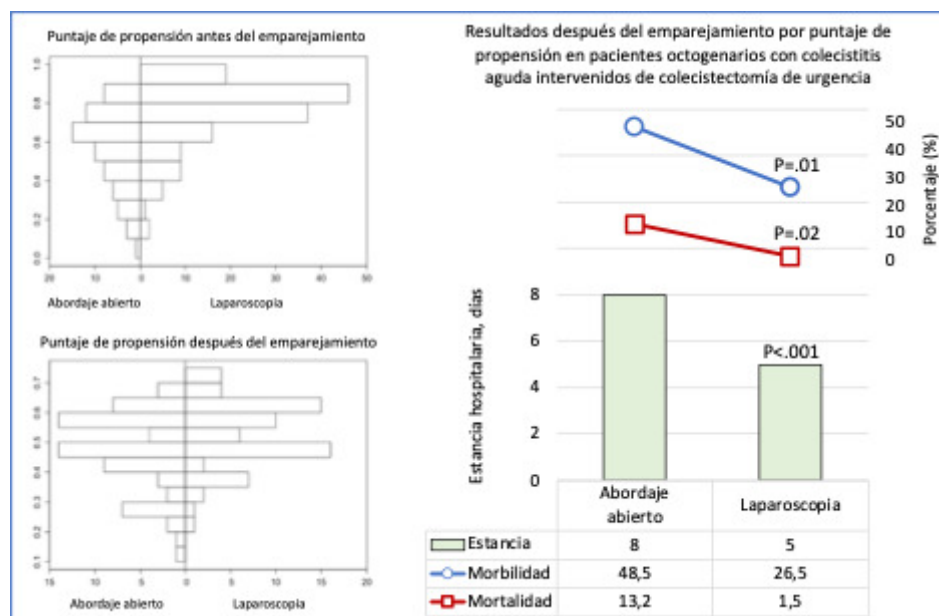 Puntaje de propensión antes del emparejamiento
1.0
0.8
0.6
0.4
0.2
0.0
20 10 0 10 20 30 40 50
Abordaje abierto Laparoscopia
Puntaje de propensión después del emparejamiento
0.7
0.6
0.5
0.4
0.3
0.2
0.1
15 10 5 0 5 10 15 20
Abordaje abierto Laparoscopia
Resultados después del emparejamiento por puntaje de
propensión en pacientes octogenarios con colecistitis
aguda intervenidos de colecistectomía de urgencia
50
40
30
20
10
0
Porcentaje (%)
P=.01
P=.02
Estancia hospitalaria, días
8
6
4
2
0
P<.001
Abordaje
abierto
Laparoscopia
Estancia 8 5
Morbilidad 48,5 26,5
Mortalidad 13,2 1,5